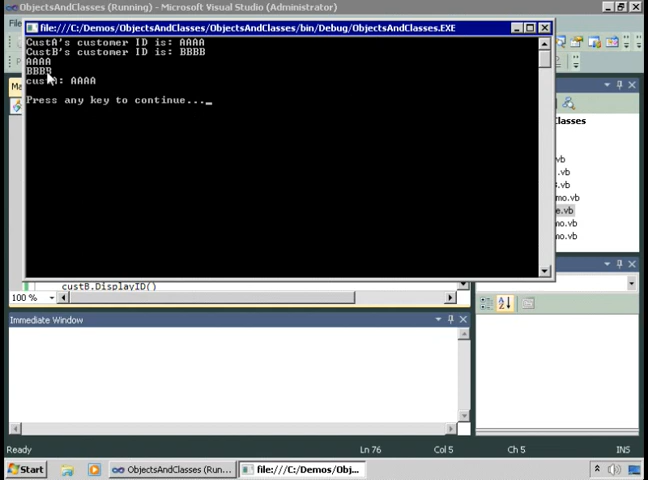 ObjectsAndClasses (Running) - Microsoft Visual Studio (Administrator)
file:///C:/Demos/ObjectsAndClasses/ObjectsAndClasses/bin/Debug/ObjectsAndClasses.EXE
CustA's customer ID is: AAAA
CustB's customer ID is: BBBB
AAAA
BBBB
custA: AAAA
Press any key to continue..._
Classes
custB.DisplayID()
100 %
Immediate Window
Ready
Ln 76
Col 5
Ch 5
INS
Start
ObjectsAndClasses (Run...
file:///C:/Demos/Obj...